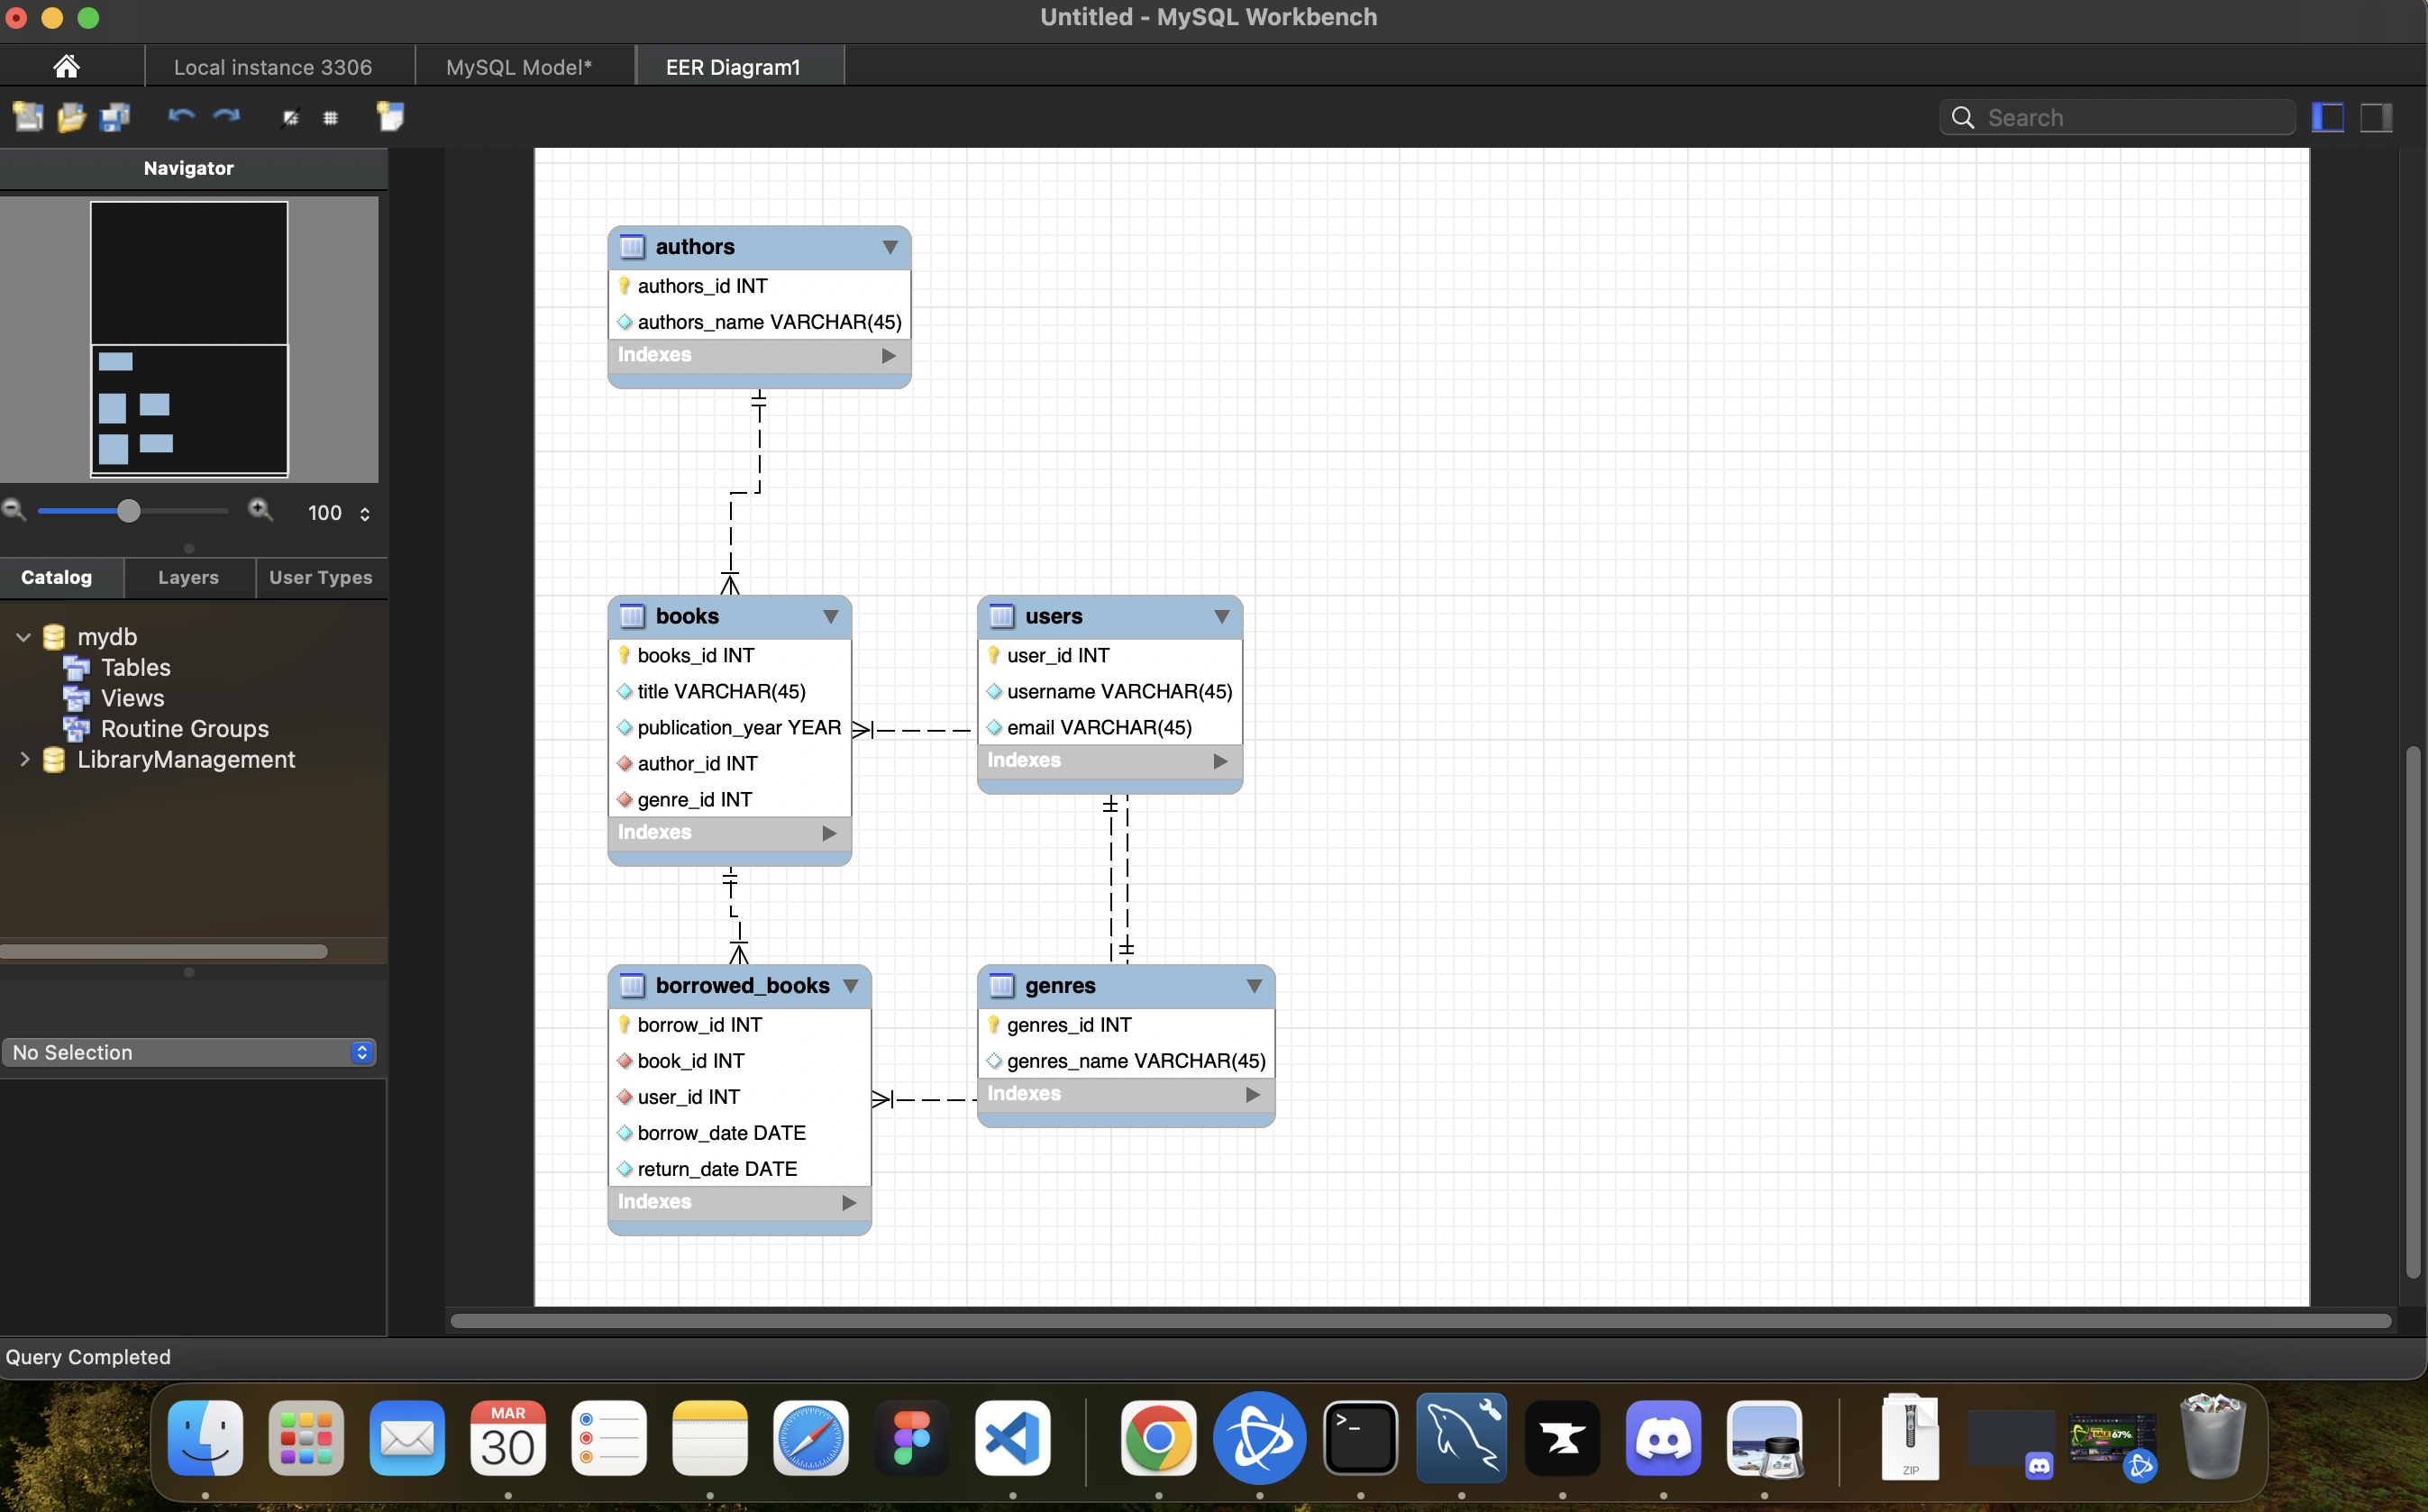 Untitled - MySQL Workbench
Local instance 3306
MySQL Model*
EER Diagram1
Search
Navigator
100
Catalog
Layers
User Types
mydb
Tables
Views
Routine Groups
LibraryManagement
No Selection
authors
authors_id INT
authors_name VARCHAR(45)
Indexes
books
books_id INT
title VARCHAR(45)
publication_year YEAR
author_id INT
genre_id INT
Indexes
users
user_id INT
username VARCHAR(45)
email VARCHAR(45)
Indexes
borrowed_books
borrow_id INT
book_id INT
user_id INT
borrow_date DATE
return_date DATE
Indexes
genres
genres_id INT
genres_name VARCHAR(45)
Indexes
Query Completed
MAR
30
>_
ZIP
SALE 67%